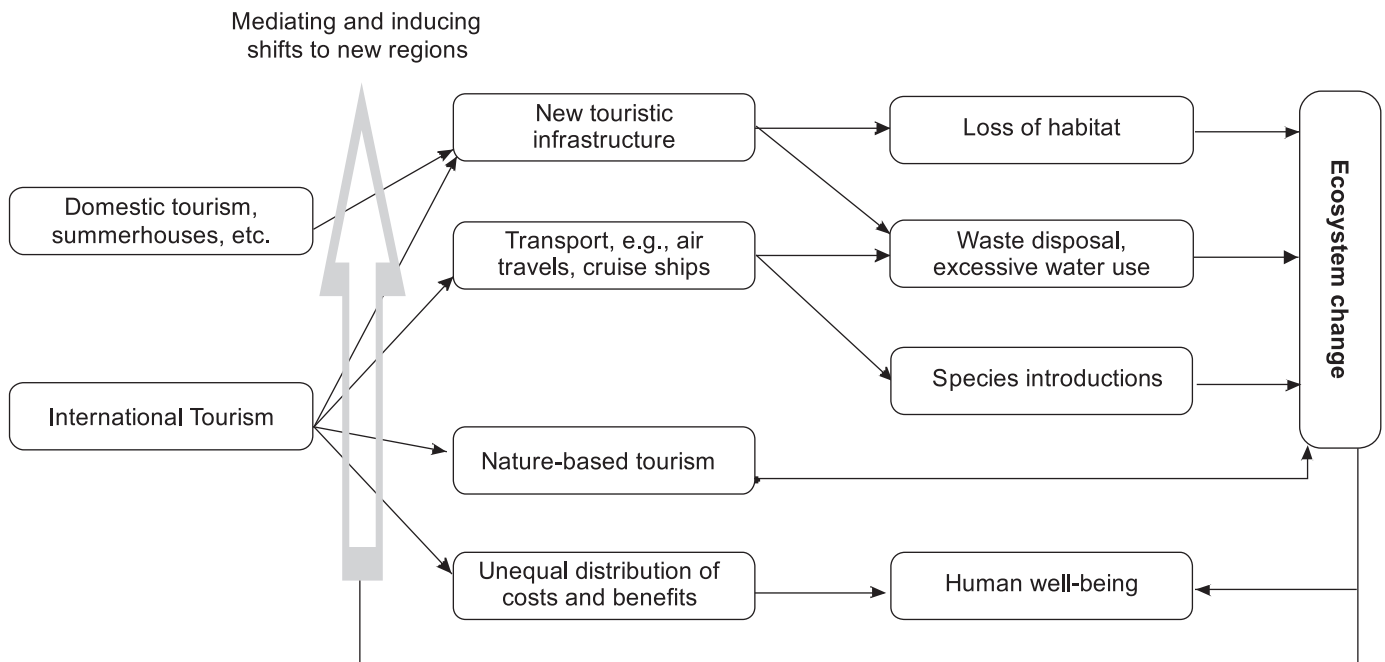 Mediating and inducing
shifts to new regions
New touristic
infrastructure
Loss of habitat
Domestic tourism,
summerhouses, etc.
Transport, e.g., air
travels, cruise ships
Waste disposal,
excessive water use
Ecosystem change
Species introductions
International Tourism
Nature-based tourism
Unequal distribution of
costs and benefits
Human well-being